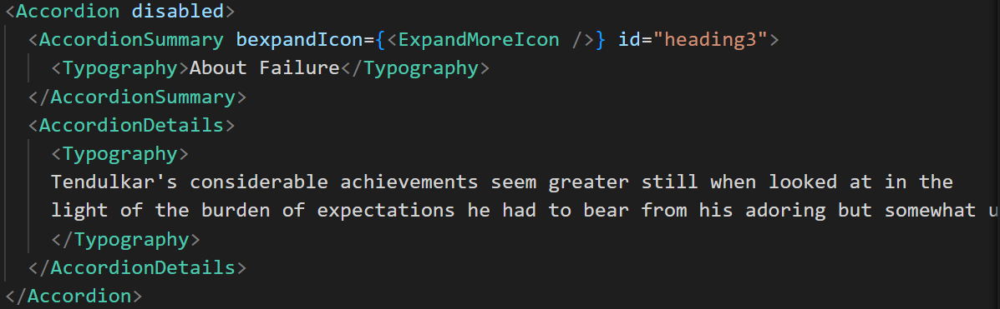 <Accordion disabled>
<AccordionSummary bexpandIcon={<ExpandMoreIcon />} id="heading3">
<Typography>About Failure</Typography>
</AccordionSummary>
<AccordionDetails>
<Typography>
Tendulkar's considerable achievements seem greater still when looked at in the
light of the burden of expectations he had to bear from his adoring but somewhat
</Typography>
</AccordionDetails>
</Accordion>